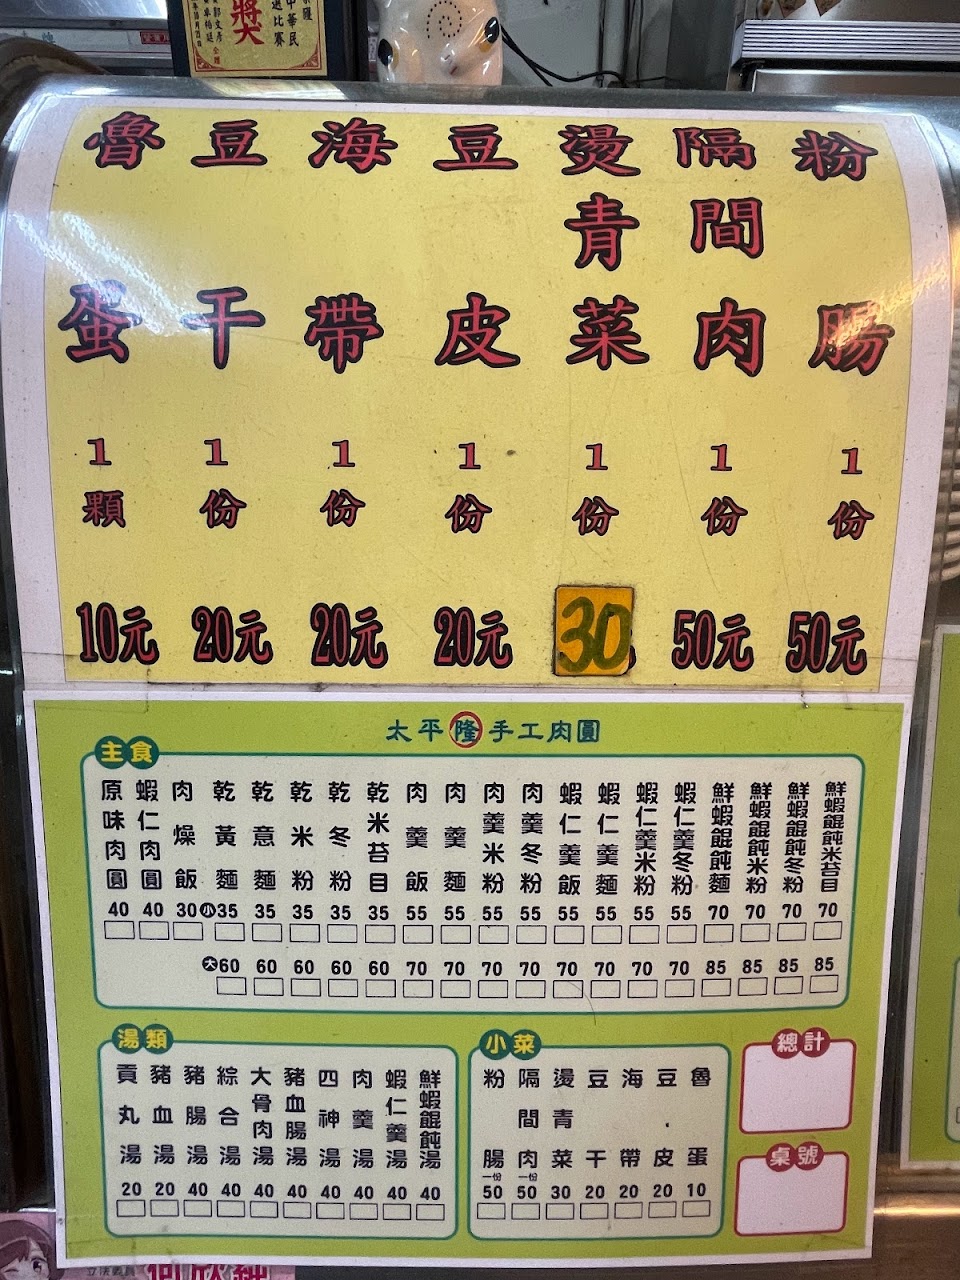 獎
中華民
選比賽
魯蛋 1顆 10元
豆干 1份 20元
海帶 1份 20元
豆皮 1份 20元
燙青菜 1份 30
隔間肉 1份 50元
粉腸 1份 50元
太平隆手工肉圓
主食
原味肉圓 40
蝦仁肉圓 40
肉燥飯 30
乾黃麵 小35 大60
乾意麵 35 60
乾米粉 35 60
乾冬粉 35 60
乾米苔目 35 60
肉羹飯 55 70
肉羹麵 55 70
肉羹米粉 55 70
肉羹冬粉 55 70
蝦仁羹飯 55 70
蝦仁羹麵 55 70
蝦仁羹米粉 55 70
蝦仁羹冬粉 55 70
鮮蝦餛飩麵 70 85
鮮蝦餛飩米粉 70 85
鮮蝦餛飩冬粉 70 85
鮮蝦餛飩米苔目 70 85
湯類
貢丸湯 20
豬血湯 20
豬腸湯 40
綜合湯 40
大骨肉湯 40
豬血腸湯 40
四神湯 40
肉羹湯 40
蝦仁羹湯 40
鮮蝦餛飩湯 40
小菜
粉腸 一份 50
隔間肉 一份 50
燙青菜 30
豆干 20
海帶 20
豆皮 20
魯蛋 10
總計
桌號
立法委員